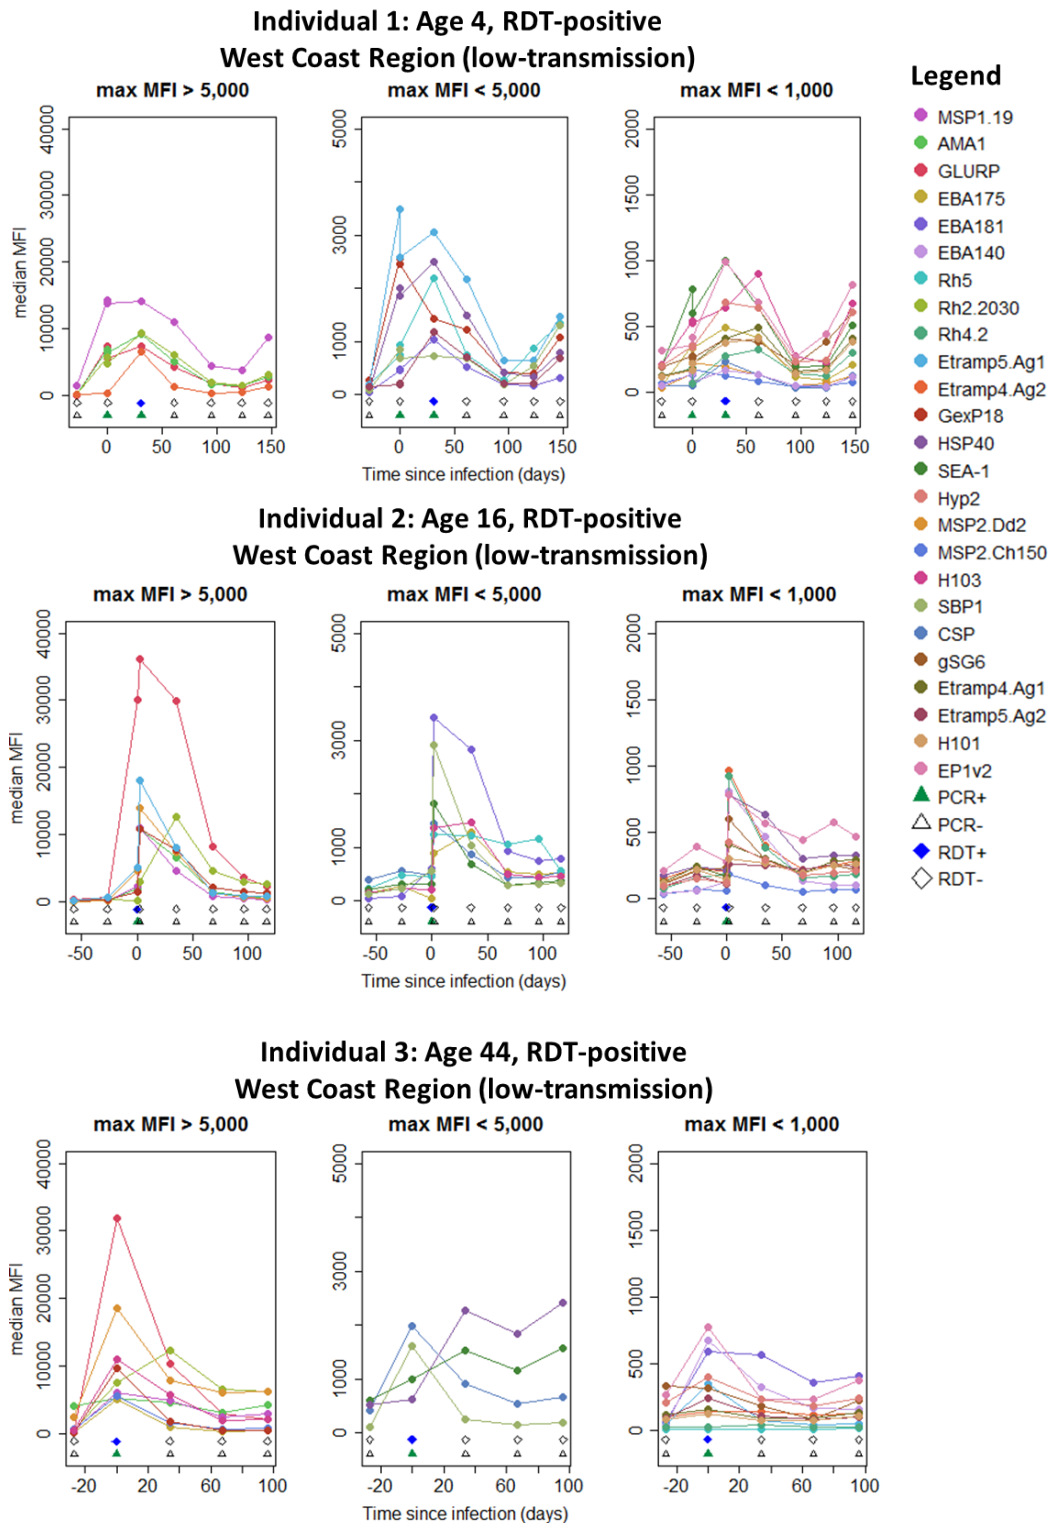 Individual 1: Age 4, RDT-positive
West Coast Region (low-transmission)
max MFI > 5,000
max MFI < 5,000
max MFI < 1,000
median MFI
0
10000
20000
30000
40000
0
1000
3000
5000
0
500
1000
1500
2000
0 50 100 150
0 50 100 150
0 50 100 150
Time since infection (days)
Individual 2: Age 16, RDT-positive
West Coast Region (low-transmission)
max MFI > 5,000
max MFI < 5,000
max MFI < 1,000
median MFI
0
10000
20000
30000
40000
0
1000
3000
5000
0
500
1000
1500
2000
-50 0 50 100
-50 0 50 100
-50 0 50 100
Time since infection (days)
Individual 3: Age 44, RDT-positive
West Coast Region (low-transmission)
max MFI > 5,000
max MFI < 5,000
max MFI < 1,000
median MFI
0
10000
20000
30000
40000
0
1000
3000
5000
0
500
1000
1500
2000
-20 20 60 100
-20 20 60 100
-20 20 60 100
Time since infection (days)
Legend
MSP1.19
AMA1
GLURP
EBA175
EBA181
EBA140
Rh5
Rh2.2030
Rh4.2
Etramp5.Ag1
Etramp4.Ag2
GexP18
HSP40
SEA-1
Hyp2
MSP2.Dd2
MSP2.Ch150
H103
SBP1
CSP
gSG6
Etramp4.Ag1
Etramp5.Ag2
H101
EP1v2
PCR+
PCR-
RDT+
RDT-